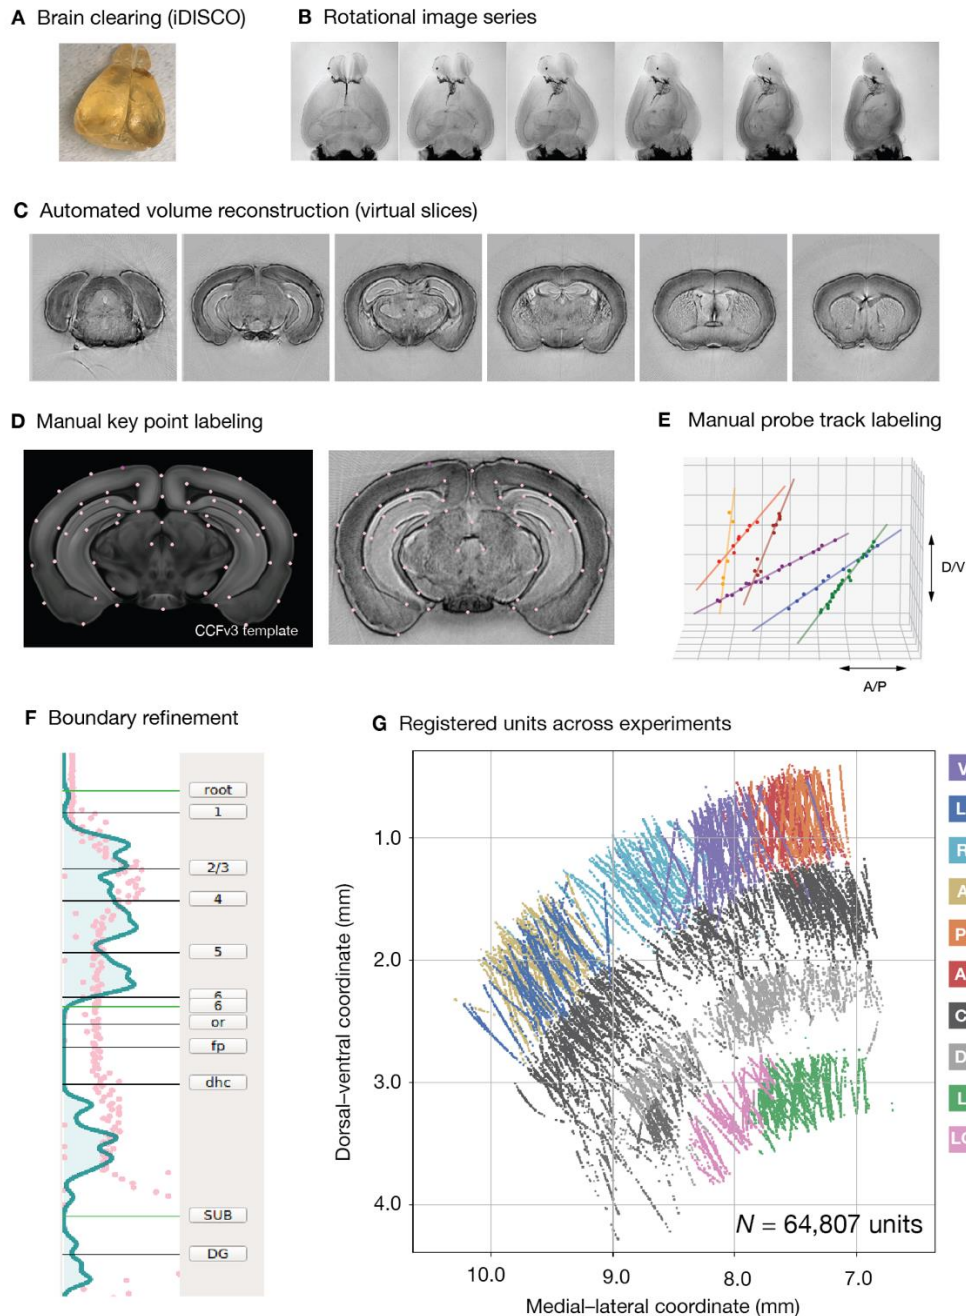 A Brain clearing (iDISCO)
B Rotational image series
C Automated volume reconstruction (virtual slices)
D Manual key point labeling
CCFv3 template
E Manual probe track labeling
D/V
A/P
F Boundary refinement
root
1
2/3
4
5
6
6
or
fp
dhc
SUB
DG
G Registered units across experiments
Dorsal–ventral coordinate (mm)
1.0
2.0
3.0
4.0
N = 64,807 units
10.0
9.0
8.0
7.0
Medial–lateral coordinate (mm)
V
L
R
A
P
A
C
D
L